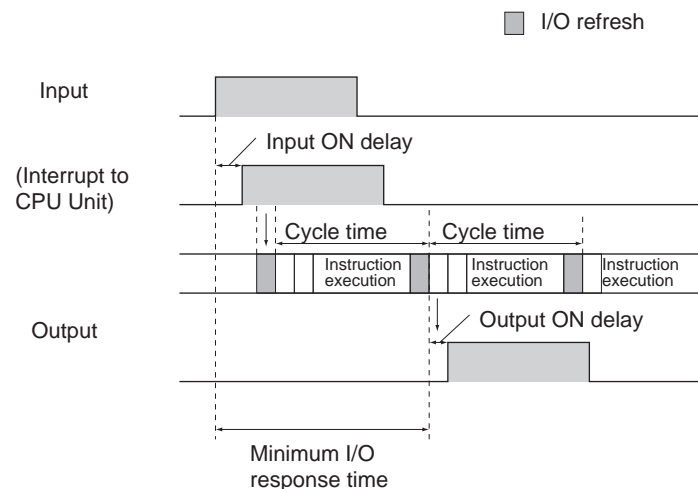 I/O refresh
Input
Input ON delay
(Interrupt to
CPU Unit)
Cycle time
Cycle time
Instruction
execution
Instruction
execution
Instruction
execution
Output
Output ON delay
Minimum I/O
response time